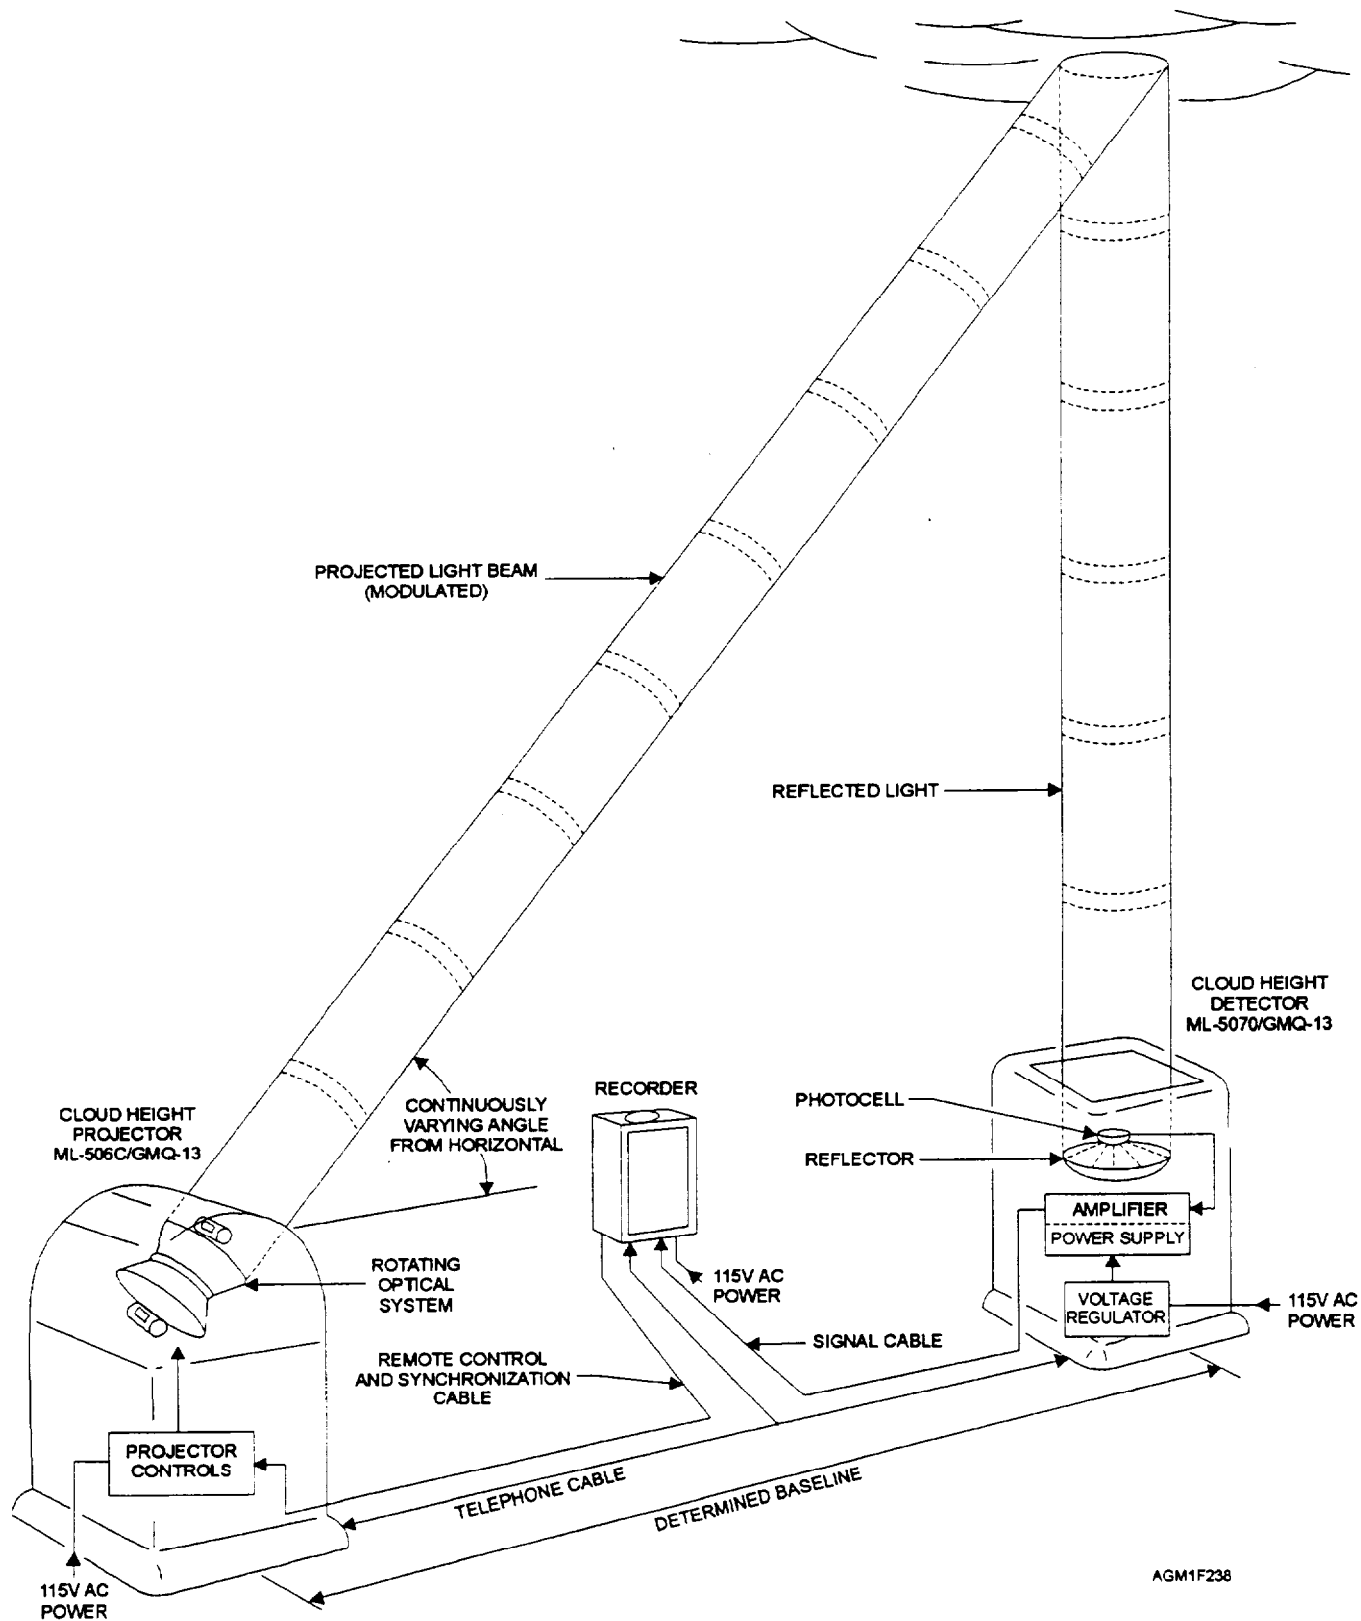 PROJECTED LIGHT BEAM
(MODULATED)
REFLECTED LIGHT
CLOUD HEIGHT
DETECTOR
ML-5070/GMQ-13
RECORDER
PHOTOCELL
CONTINUOUSLY
VARYING ANGLE
FROM HORIZONTAL
CLOUD HEIGHT
PROJECTOR
ML-506C/GMQ-13
REFLECTOR
AMPLIFIER
POWER SUPPLY
ROTATING
OPTICAL
SYSTEM
115V AC
POWER
VOLTAGE
REGULATOR
115V AC
POWER
SIGNAL CABLE
REMOTE CONTROL
AND SYNCHRONIZATION
CABLE
PROJECTOR
CONTROLS
TELEPHONE CABLE
DETERMINED BASELINE
115V AC
POWER
AGM1F238